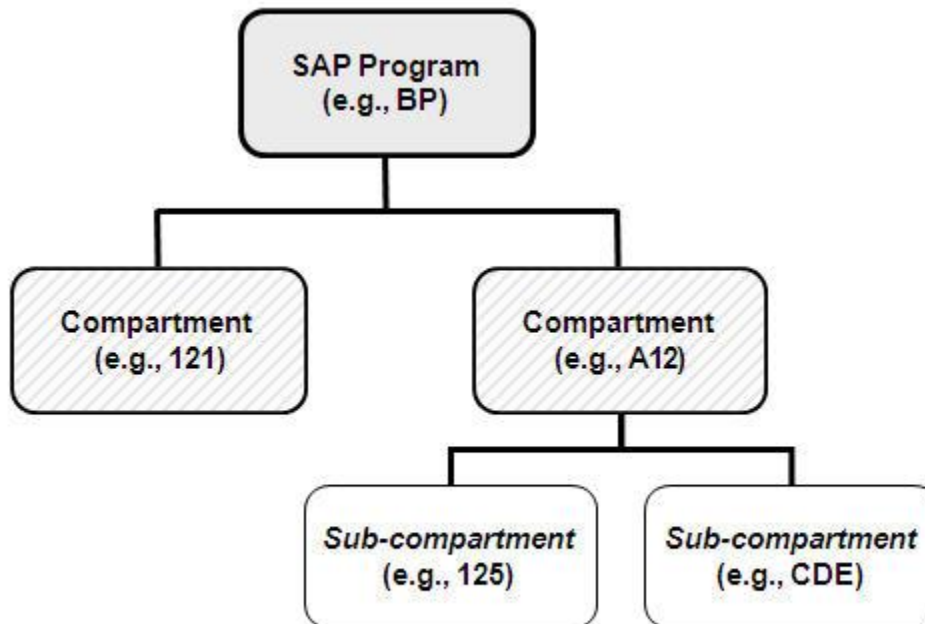 SAP Program
(e.g., BP)
Compartment
(e.g., 121)
Compartment
(e.g., A12)
Sub-compartment
(e.g., 125)
Sub-compartment
(e.g., CDE)